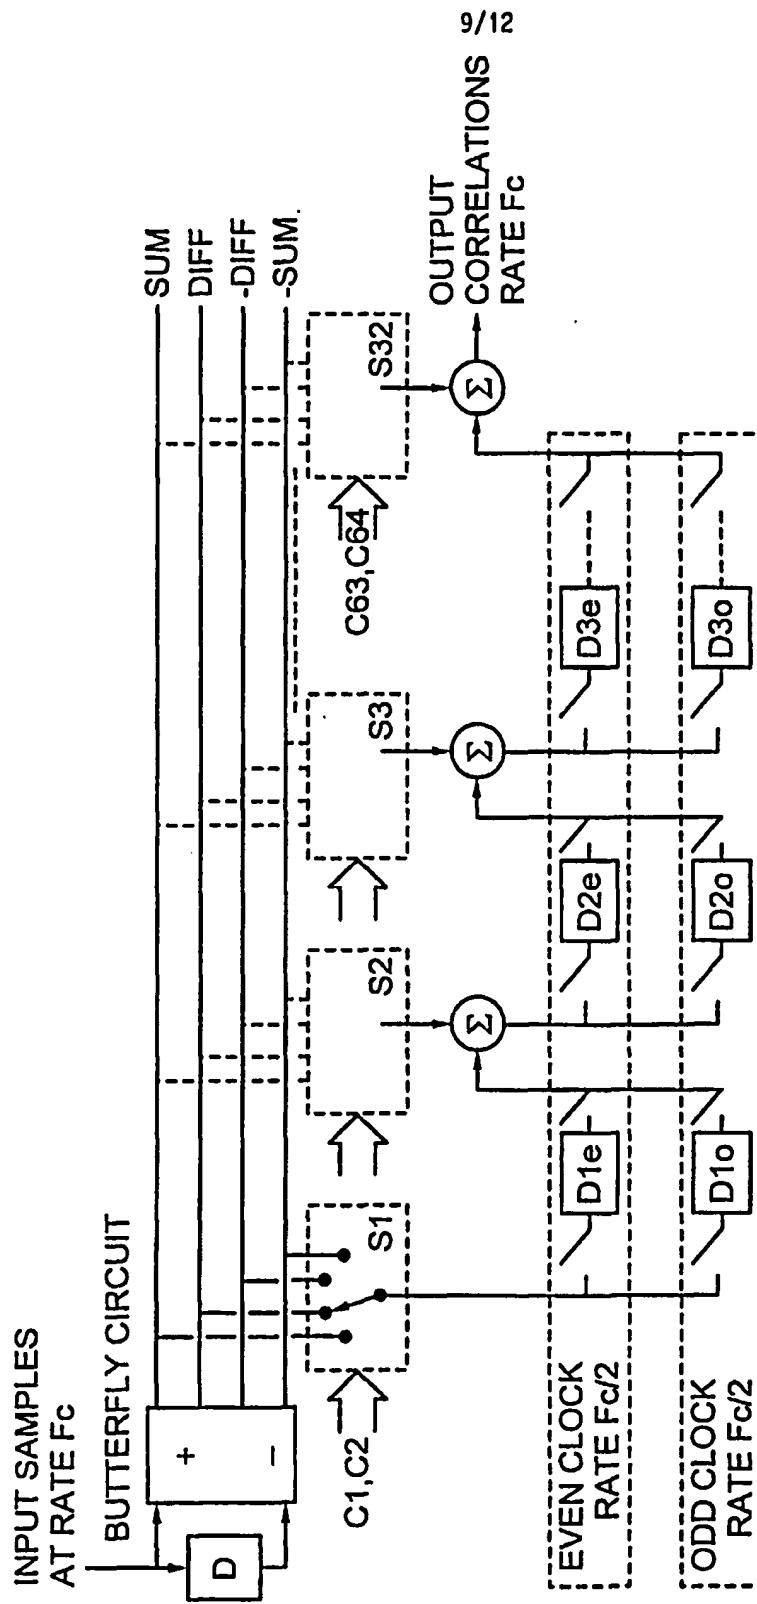 9/12
INPUT SAMPLES
AT RATE Fc
BUTTERFLY CIRCUIT
D
+
−
SUM
DIFF
-DIFF
-SUM.
C1,C2
S1
S2
S3
C63,C64
S32
Σ
Σ
Σ
OUTPUT
CORRELATIONS
RATE Fc
EVEN CLOCK
RATE Fc/2
D1e
D2e
D3e
ODD CLOCK
RATE Fc/2
D1o
D2o
D3o